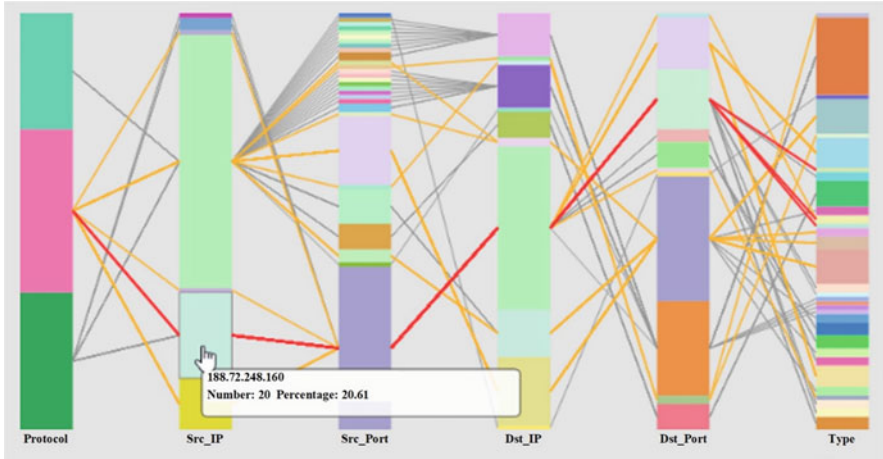 188.72.248.160
Number: 20 Percentage: 20.61
Protocol Src_IP Src_Port Dst_IP Dst_Port Type